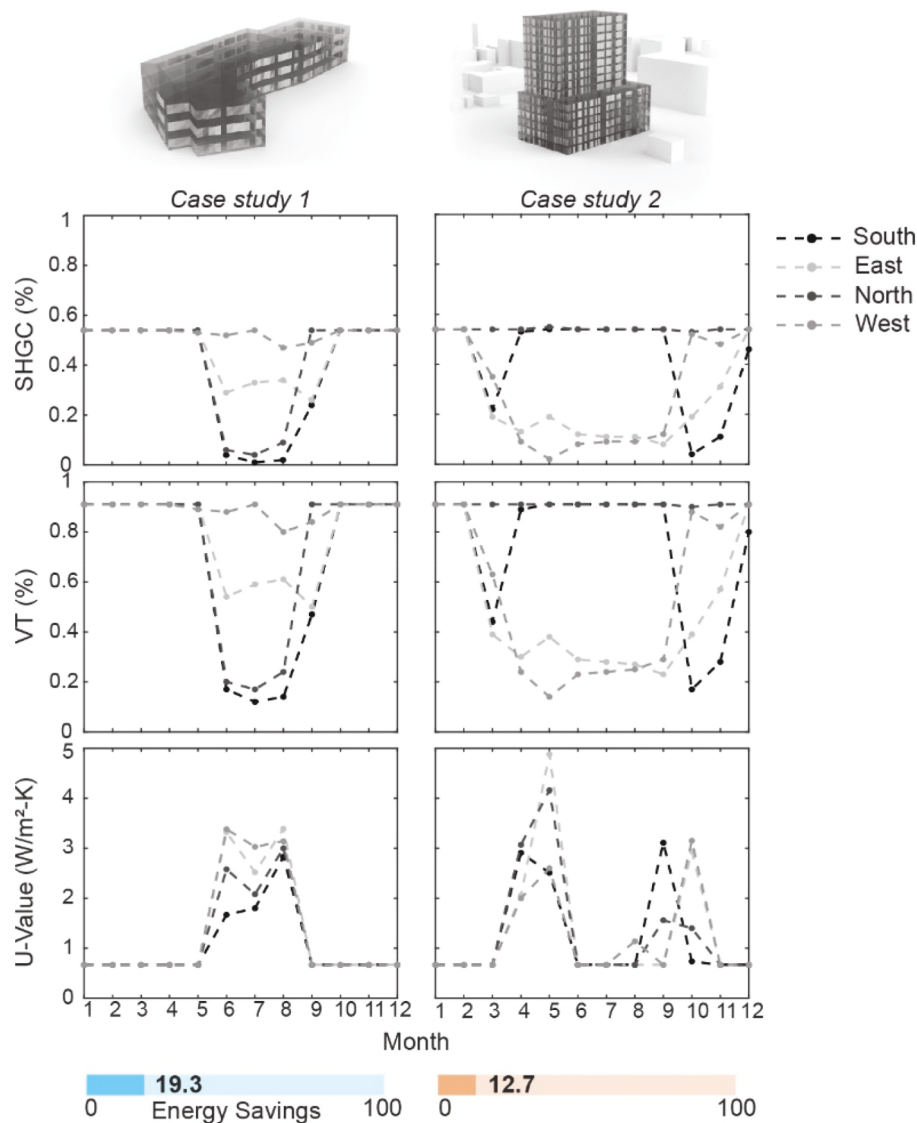 Case study 1
Case study 2
1
0.8
0.6
0.4
0.2
0
SHGC (%)
South
East
North
West
1
0.8
0.6
0.4
0.2
0
VT (%)
5
4
3
2
1
0
U-Value (W/m²-K)
1 2 3 4 5 6 7 8 9 10 11 12
1 2 3 4 5 6 7 8 9 10 11 12
Month
19.3
0 Energy Savings 100
12.7
0 100